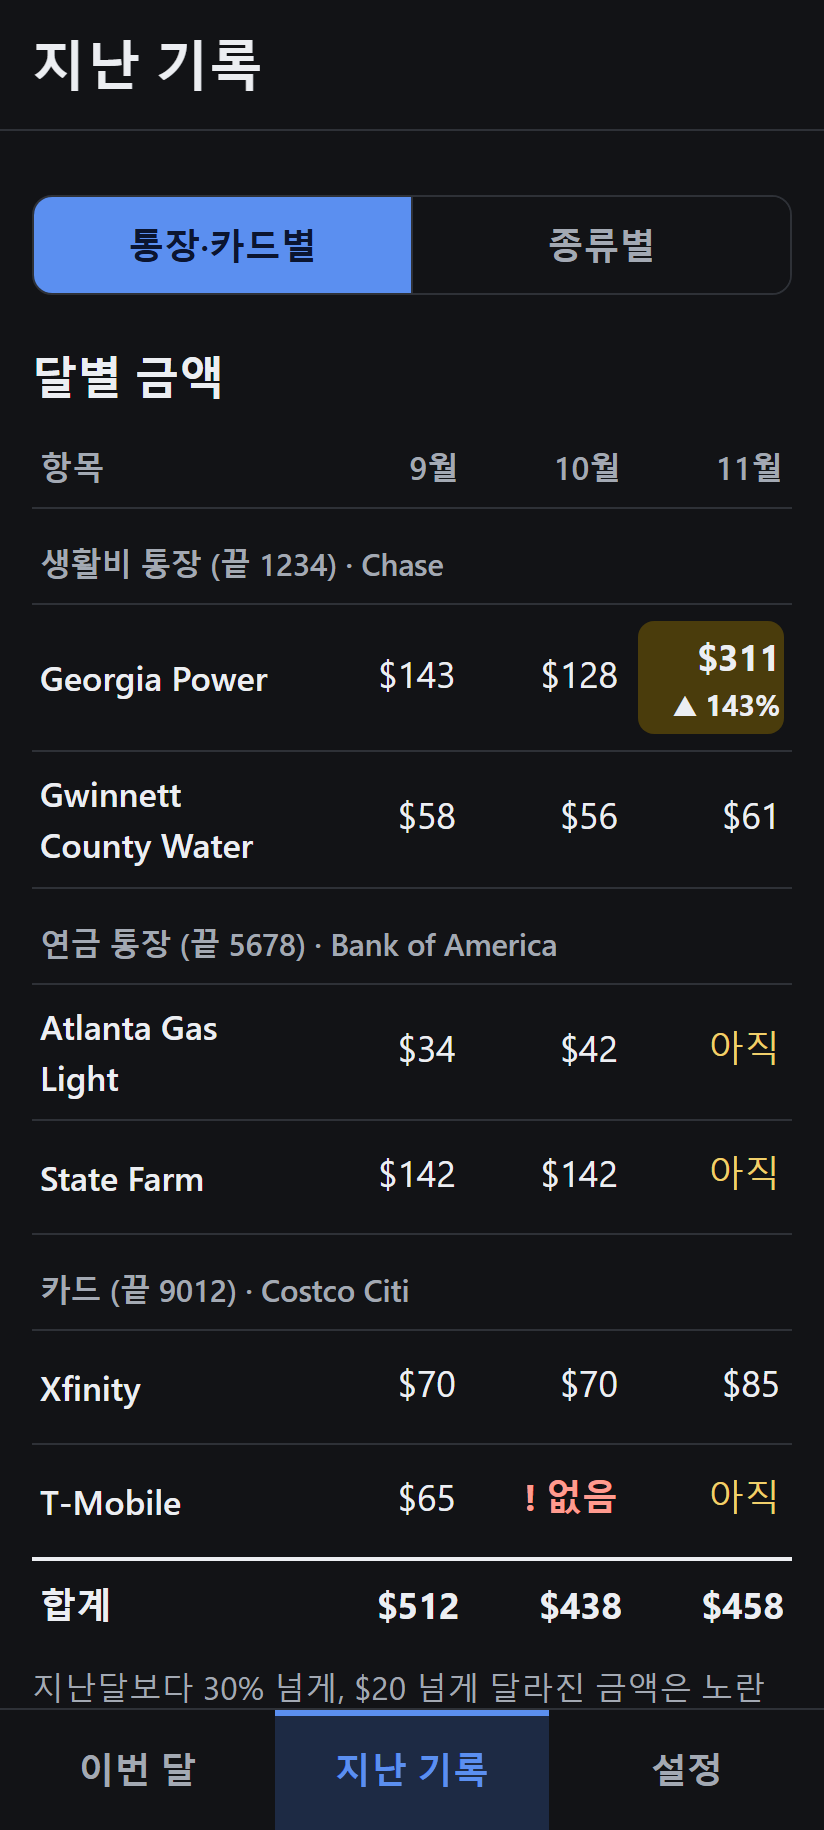 지난 기록
통장·카드별 종류별
달별 금액
항목 9월 10월 11월
생활비 통장 (끝 1234) · Chase
Georgia Power $143 $128 $311
▲ 143%
Gwinnett
County Water $58 $56 $61
연금 통장 (끝 5678) · Bank of America
Atlanta Gas
Light $34 $42 아직
State Farm $142 $142 아직
카드 (끝 9012) · Costco Citi
Xfinity $70 $70 $85
T-Mobile $65 ! 없음 아직
합계 $512 $438 $458
지난달보다 30% 넘게, $20 넘게 달라진 금액은 노란
이번 달 지난 기록 설정